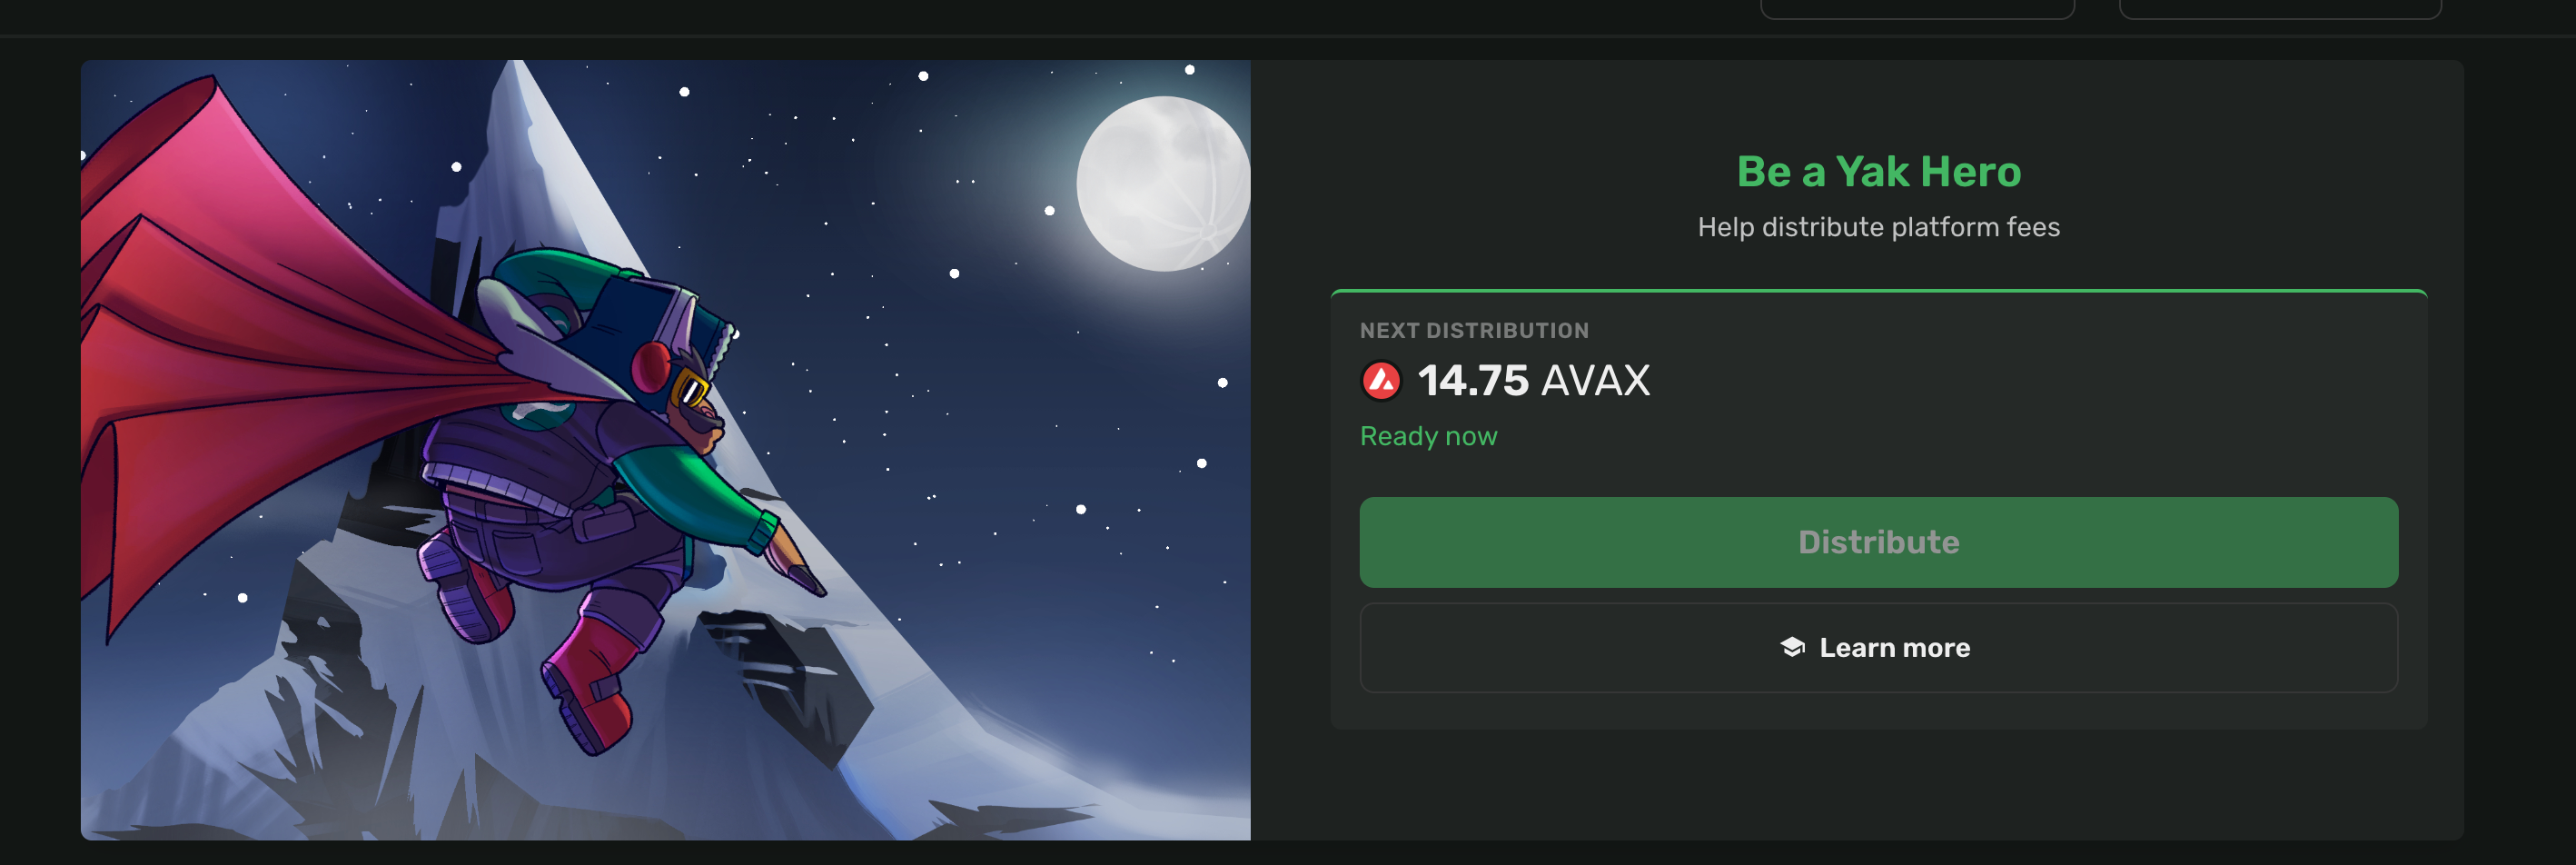 Be a Yak Hero
Help distribute platform fees
NEXT DISTRIBUTION
14.75 AVAX
Ready now
Distribute
Learn more